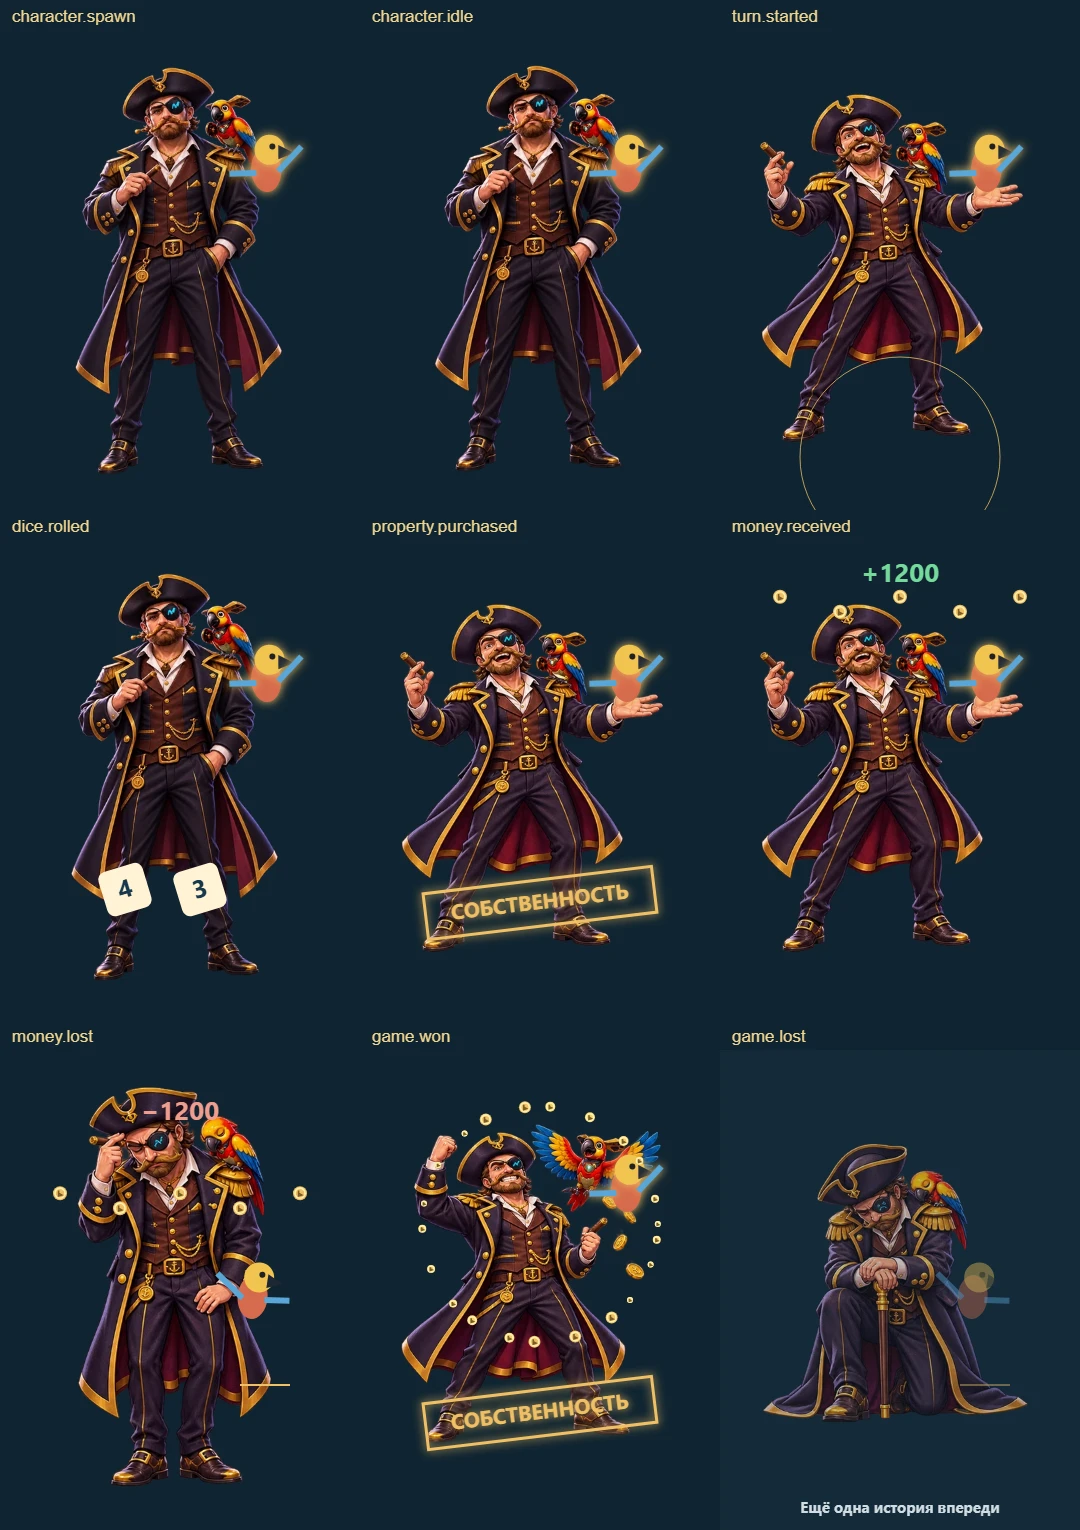 character.spawn
character.idle
turn.started
dice.rolled
property.purchased
money.received
+1200
4
3
СОБСТВЕННОСТЬ
money.lost
game.won
game.lost
−1200
СОБСТВЕННОСТЬ
Ещё одна история впереди